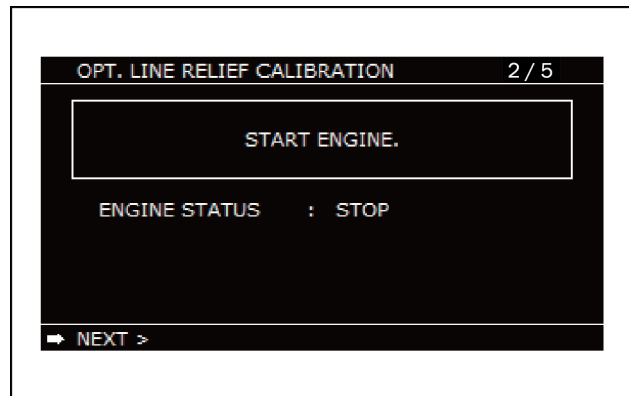 OPT. LINE RELIEF CALIBRATION 2/5
START ENGINE.
ENGINE STATUS : STOP
➡ NEXT >